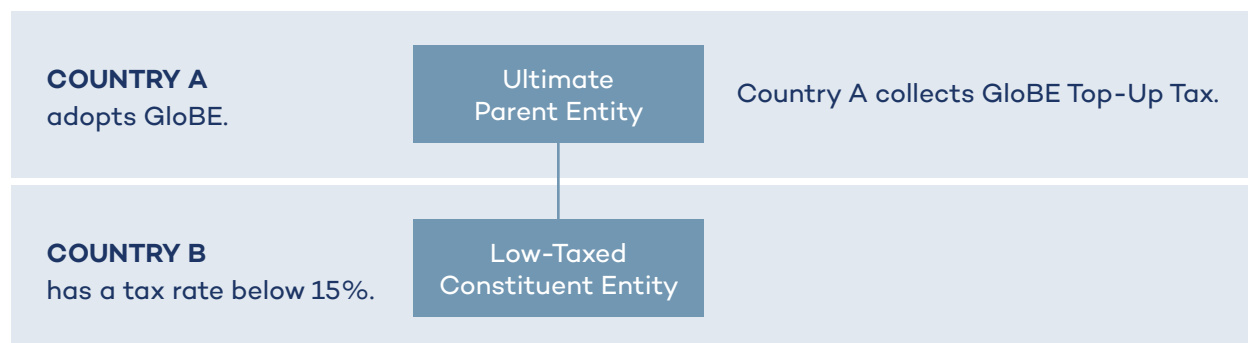 COUNTRY A
adopts GloBE.
Ultimate
Parent Entity
Country A collects GloBE Top-Up Tax.
COUNTRY B
has a tax rate below 15%.
Low-Taxed
Constituent Entity